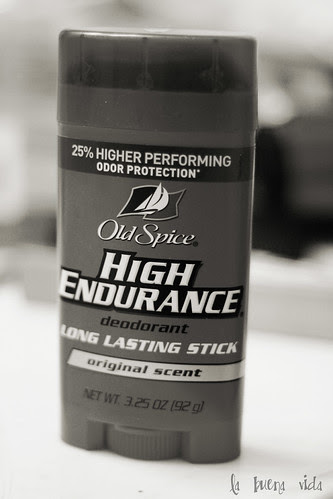 25% HIGHER PERFORMING
ODOR PROTECTION*
Old Spice®
HIGH
ENDURANCE®
deodorant
LONG LASTING STICK
original scent
NET WT. 3.25 OZ (92 g)
la buena vida